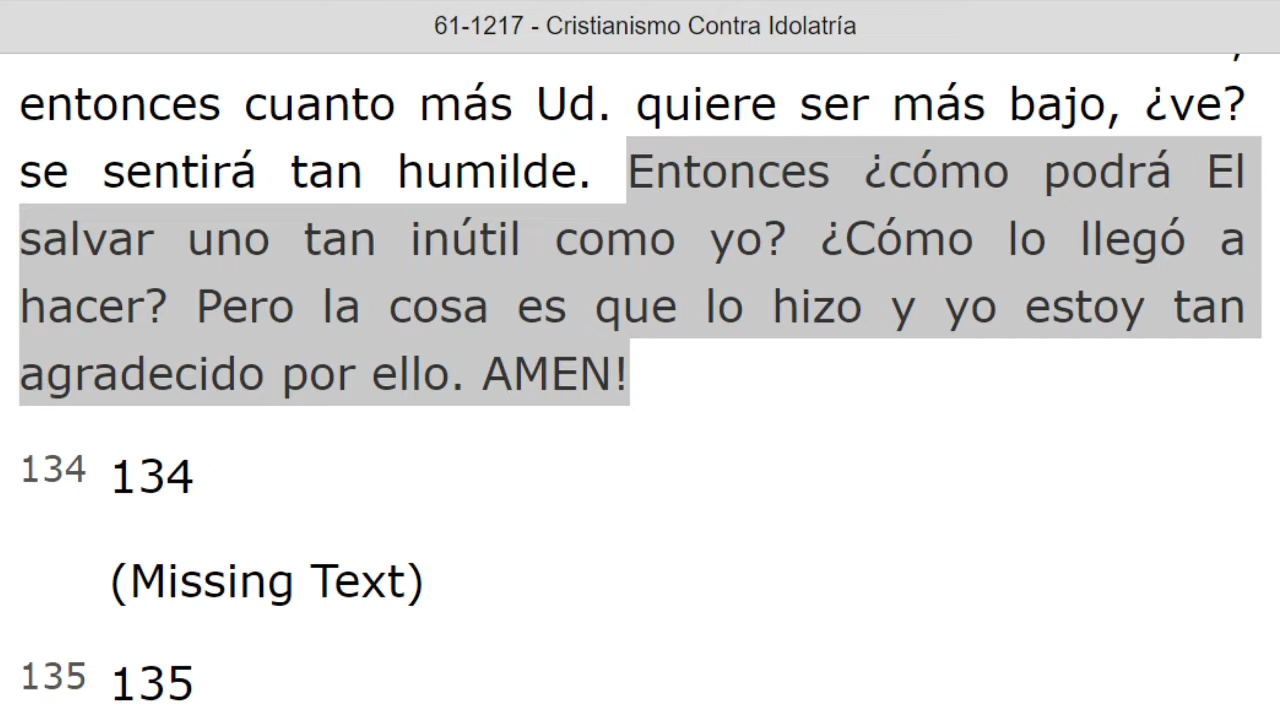 61-1217 - Cristianismo Contra Idolatría
entonces cuanto más Ud. quiere ser más bajo, ¿ve?
se sentirá tan humilde. Entonces ¿cómo podrá El
salvar uno tan inútil como yo? ¿Cómo lo llegó a
hacer? Pero la cosa es que lo hizo y yo estoy tan
agradecido por ello. AMEN!
134 134
(Missing Text)
135 135